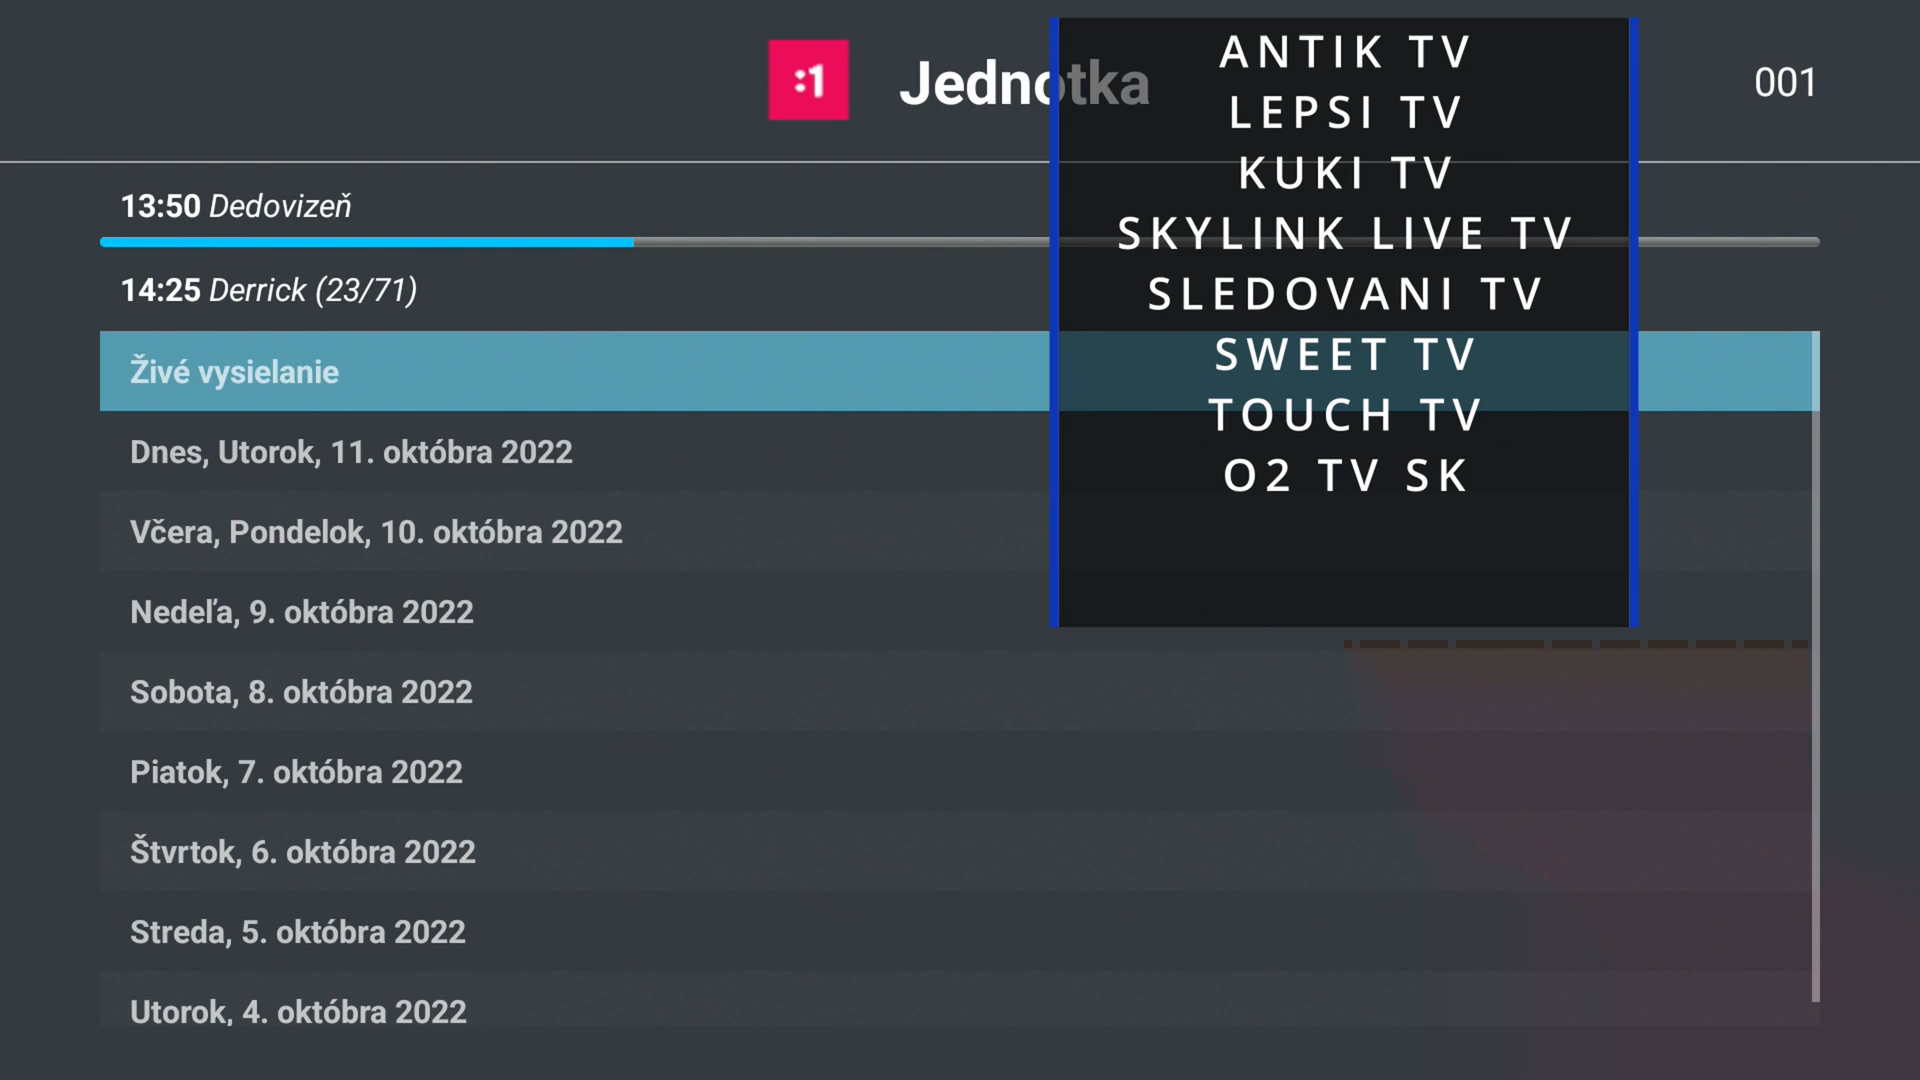 :1
Jednotka
001
13:50 Dedovizeň
14:25 Derrick (23/71)
Živé vysielanie
Dnes, Utorok, 11. októbra 2022
Včera, Pondelok, 10. októbra 2022
Nedeľa, 9. októbra 2022
Sobota, 8. októbra 2022
Piatok, 7. októbra 2022
Štvrtok, 6. októbra 2022
Streda, 5. októbra 2022
Utorok, 4. októbra 2022
ANTIK TV
LEPSI TV
KUKI TV
SKYLINK LIVE TV
SLEDOVANI TV
SWEET TV
TOUCH TV
O2 TV SK